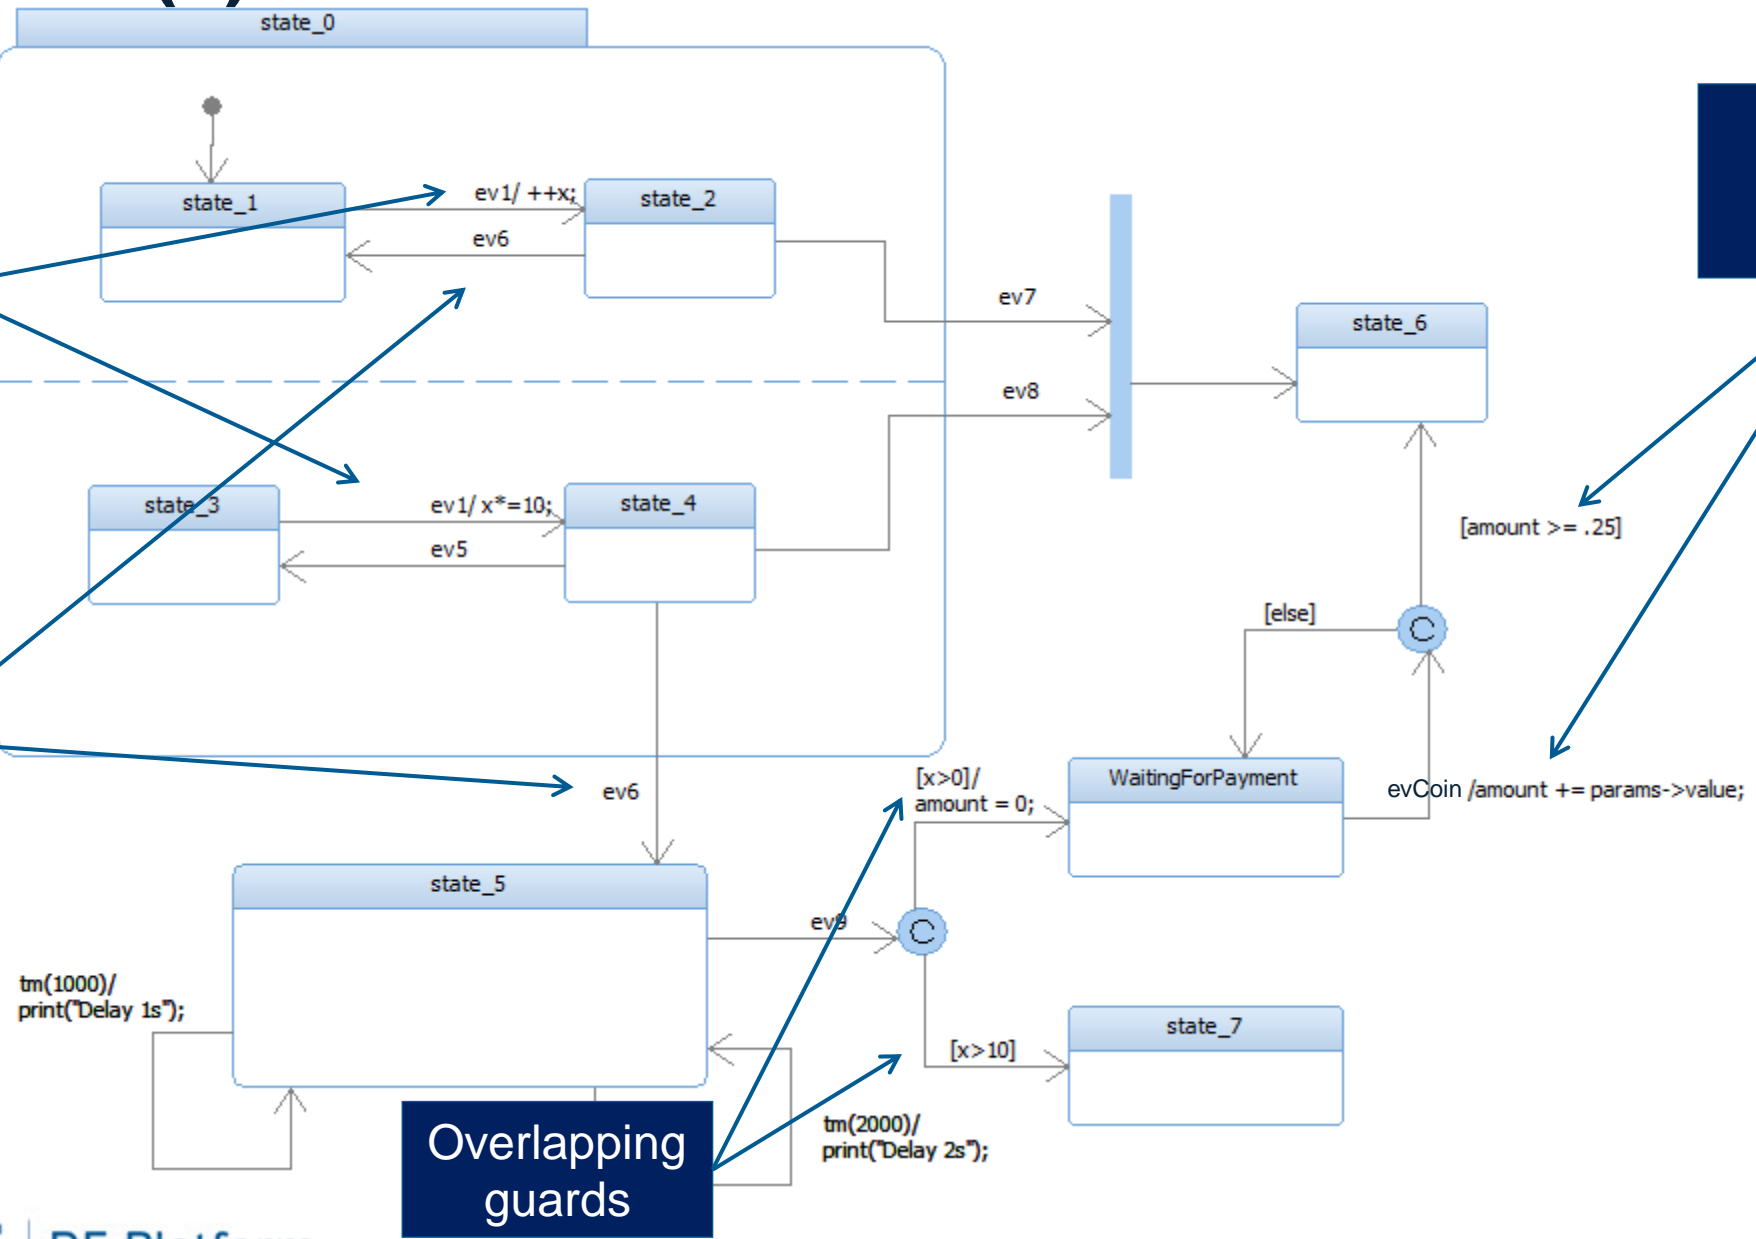 state_0
state_1
ev1/ ++x;
state_2
ev6
ev7
state_6
ev8
state_3
ev1/ x*=10;
state_4
ev5
[amount >= .25]
[else]
C
ev6
[x>0]/
amount = 0;
WaitingForPayment
evCoin /amount += params->value;
state_5
ev9
C
tm(1000)/
print("Delay 1s");
state_7
[x>10]
Overlapping
guards
tm(2000)/
print("Delay 2s");